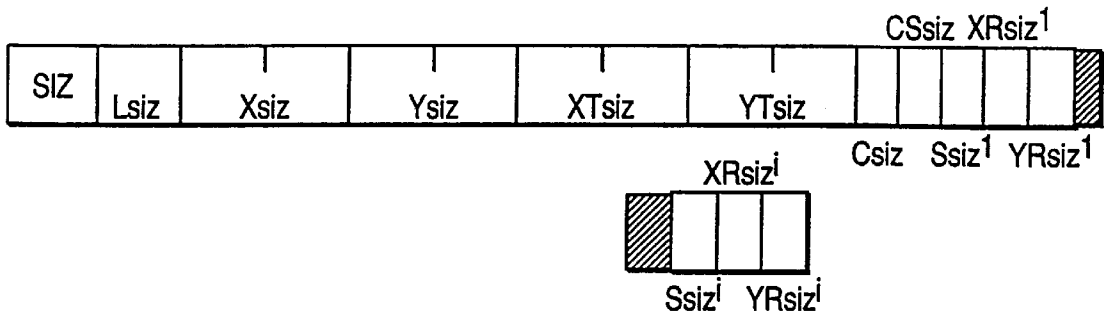 CSsiz XRsiz¹
SIZ Lsiz Xsiz Ysiz XTsiz YTsiz
Csiz Ssiz¹ YRsiz¹
XRsizⁱ
Ssizⁱ YRsizⁱ